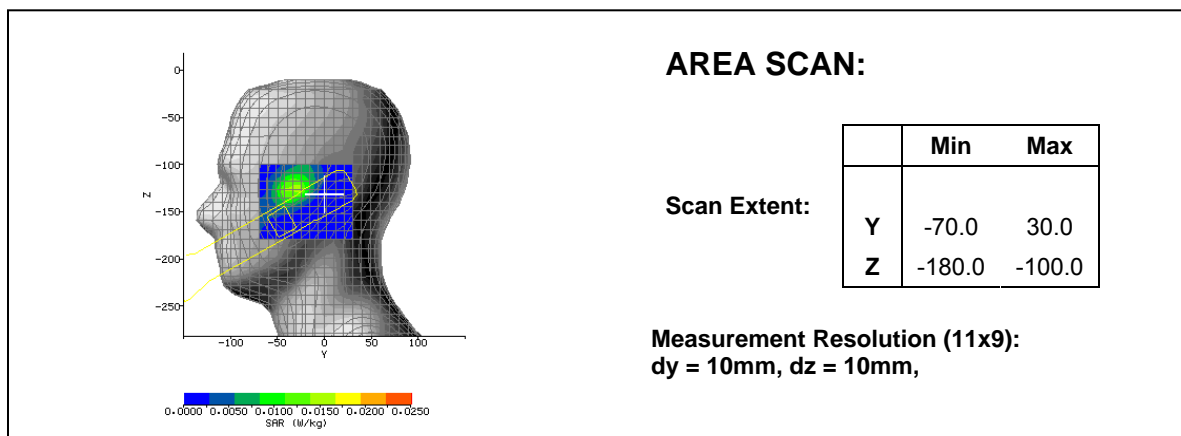 AREA SCAN:
Min Max
Scan Extent:
Y -70.0 30.0
Z -180.0 -100.0
Measurement Resolution (11x9):
dy = 10mm, dz = 10mm,
0
-50
-100
-150
-200
-250
Z
-100 -50 0 50 100
Y
0.0000 0.0050 0.0100 0.0150 0.0200 0.0250
SAR (W/kg)